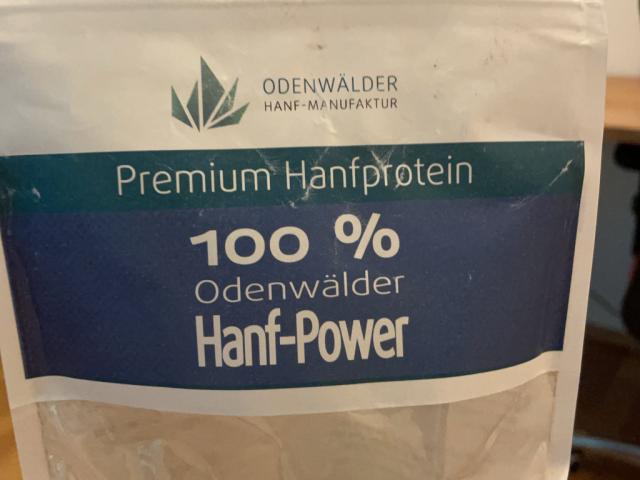 ODENWÄLDER
HANF-MANUFAKTUR
Premium Hanfprotein
100 %
Odenwälder
Hanf-Power